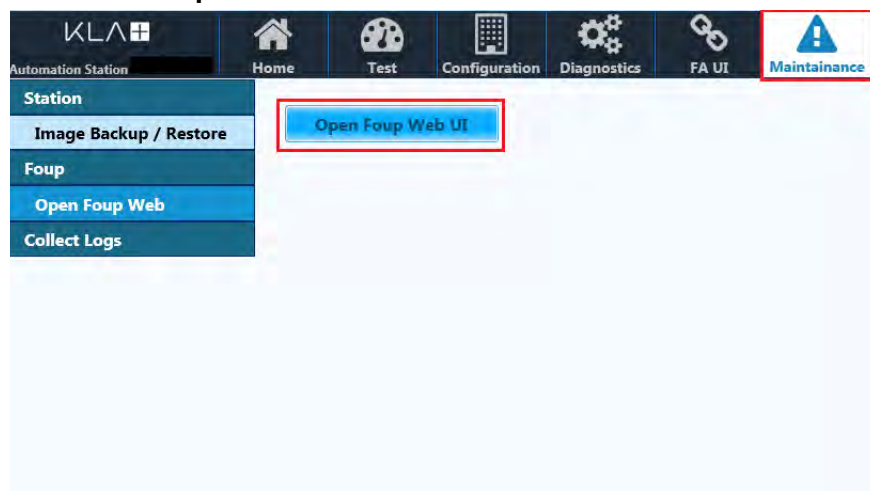 KLA+
Automation Station
Home
Test
Configuration
Diagnostics
FA UI
Maintainance
Station
Image Backup / Restore
Foup
Open Foup Web
Collect Logs
Open Foup Web UI